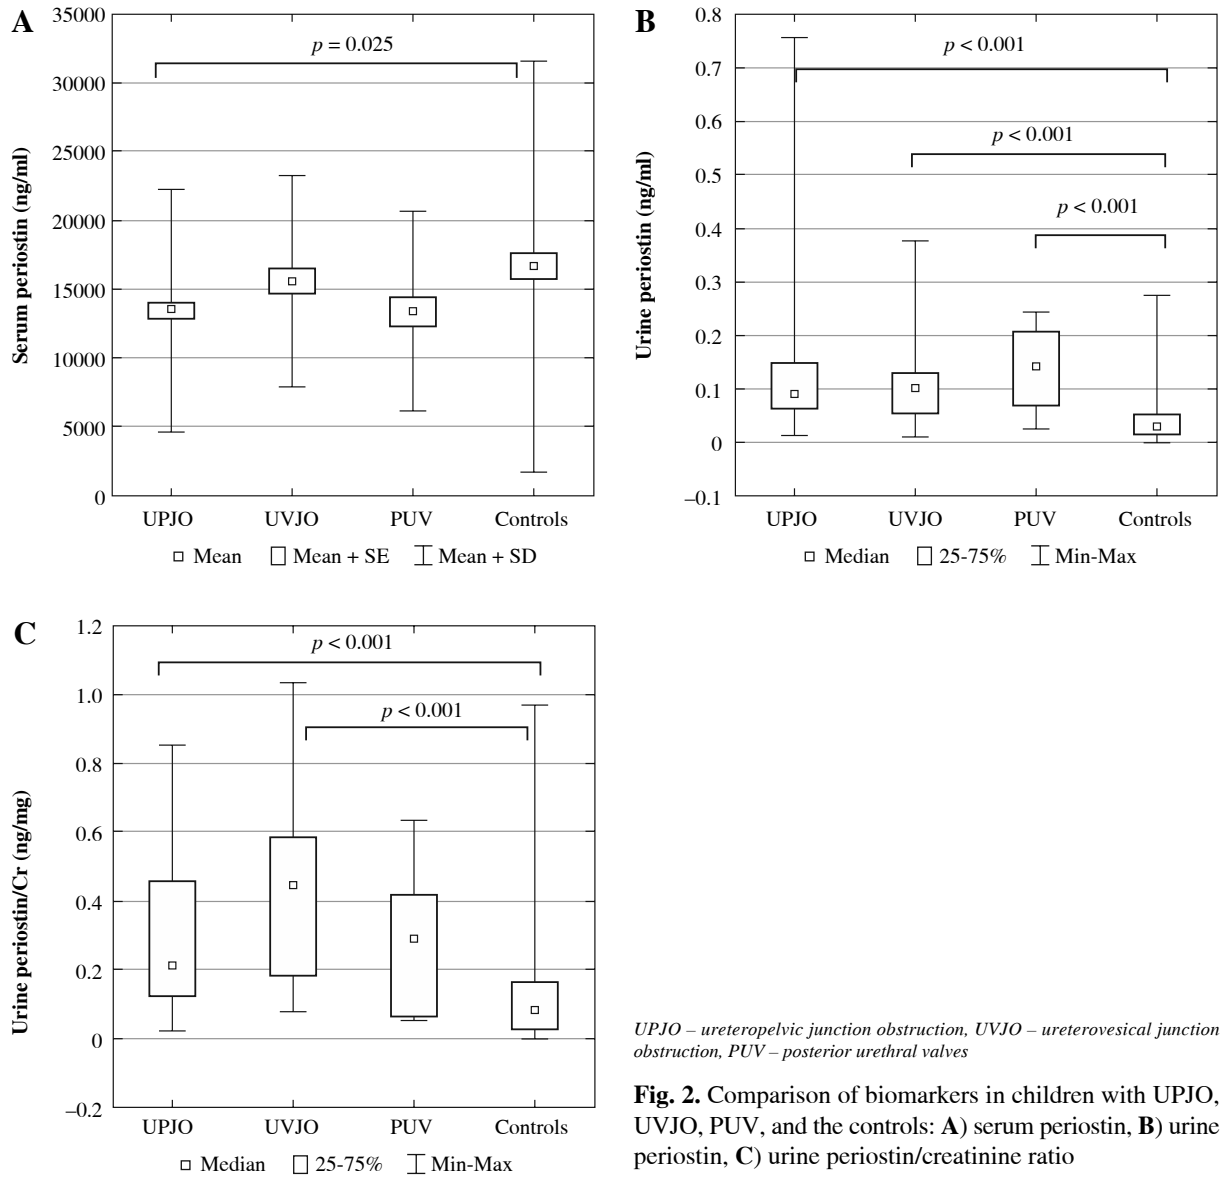 A
Serum periostin (ng/ml)
35000
30000
25000
20000
15000
10000
5000
0
p = 0.025
UPJO UVJO PUV Controls
Mean Mean + SE Mean + SD
B
Urine periostin (ng/ml)
0.8
0.7
0.6
0.5
0.4
0.3
0.2
0.1
0
–0.1
p < 0.001
p < 0.001
p < 0.001
UPJO UVJO PUV Controls
Median 25-75% Min-Max
C
Urine periostin/Cr (ng/mg)
1.2
1.0
0.8
0.6
0.4
0.2
0
–0.2
p < 0.001
p < 0.001
UPJO UVJO PUV Controls
Median 25-75% Min-Max
UPJO – ureteropelvic junction obstruction, UVJO – ureterovesical junction
obstruction, PUV – posterior urethral valves
Fig. 2. Comparison of biomarkers in children with UPJO,
UVJO, PUV, and the controls: A) serum periostin, B) urine
periostin, C) urine periostin/creatinine ratio